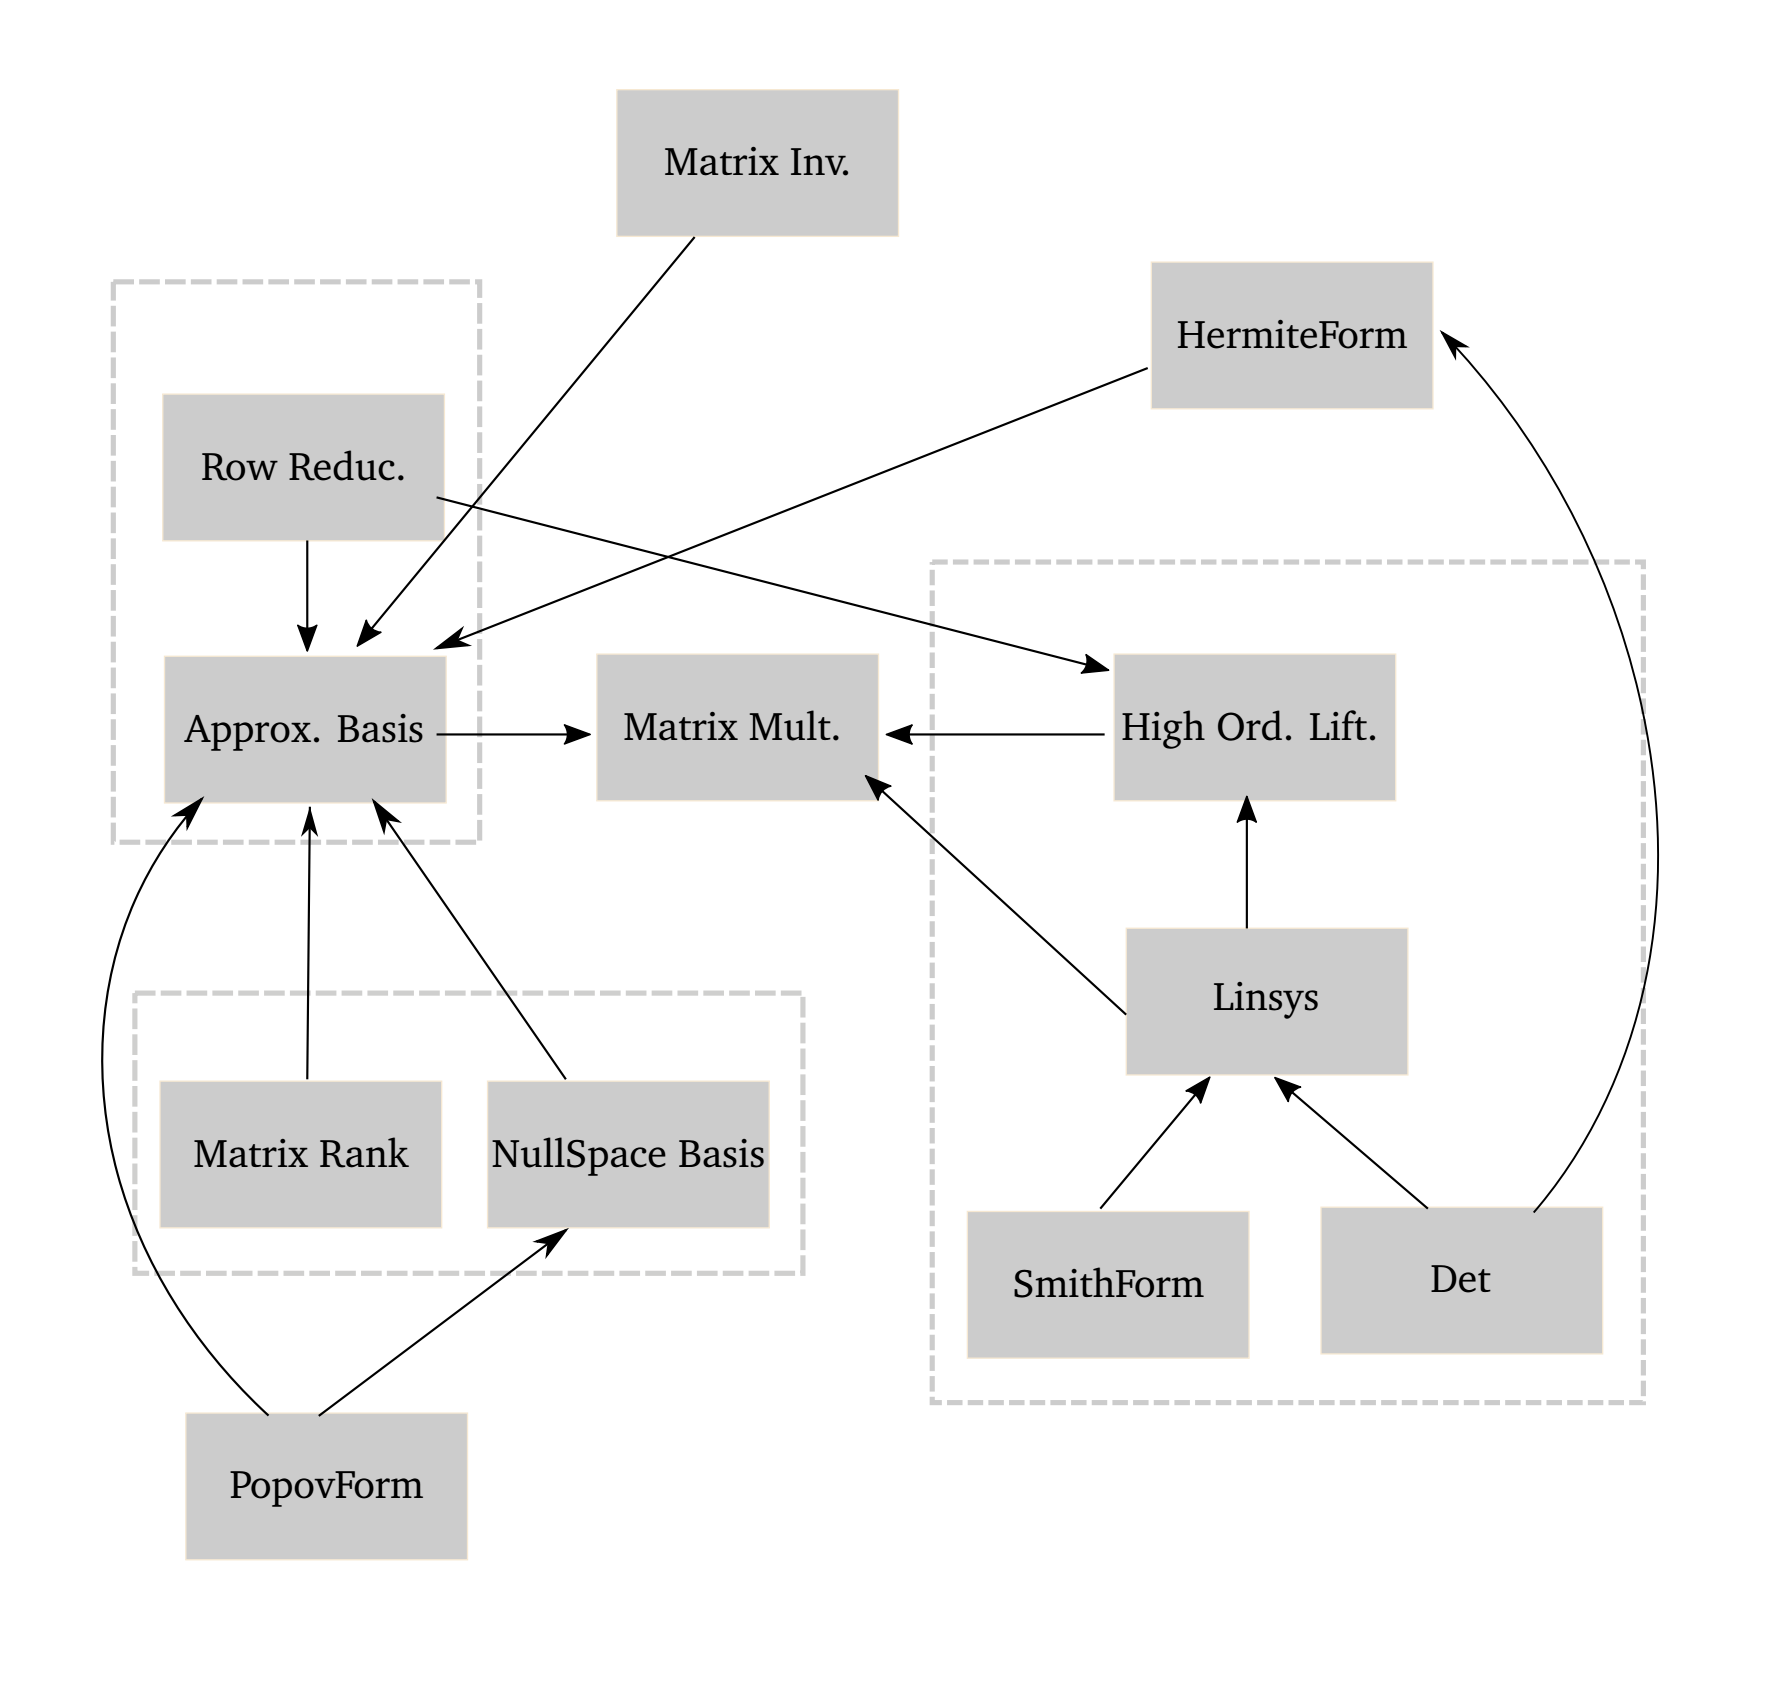 Matrix Inv.
HermiteForm
Row Reduc.
Approx. Basis
Matrix Mult.
High Ord. Lift.
Linsys
Matrix Rank
NullSpace Basis
SmithForm
Det
PopovForm